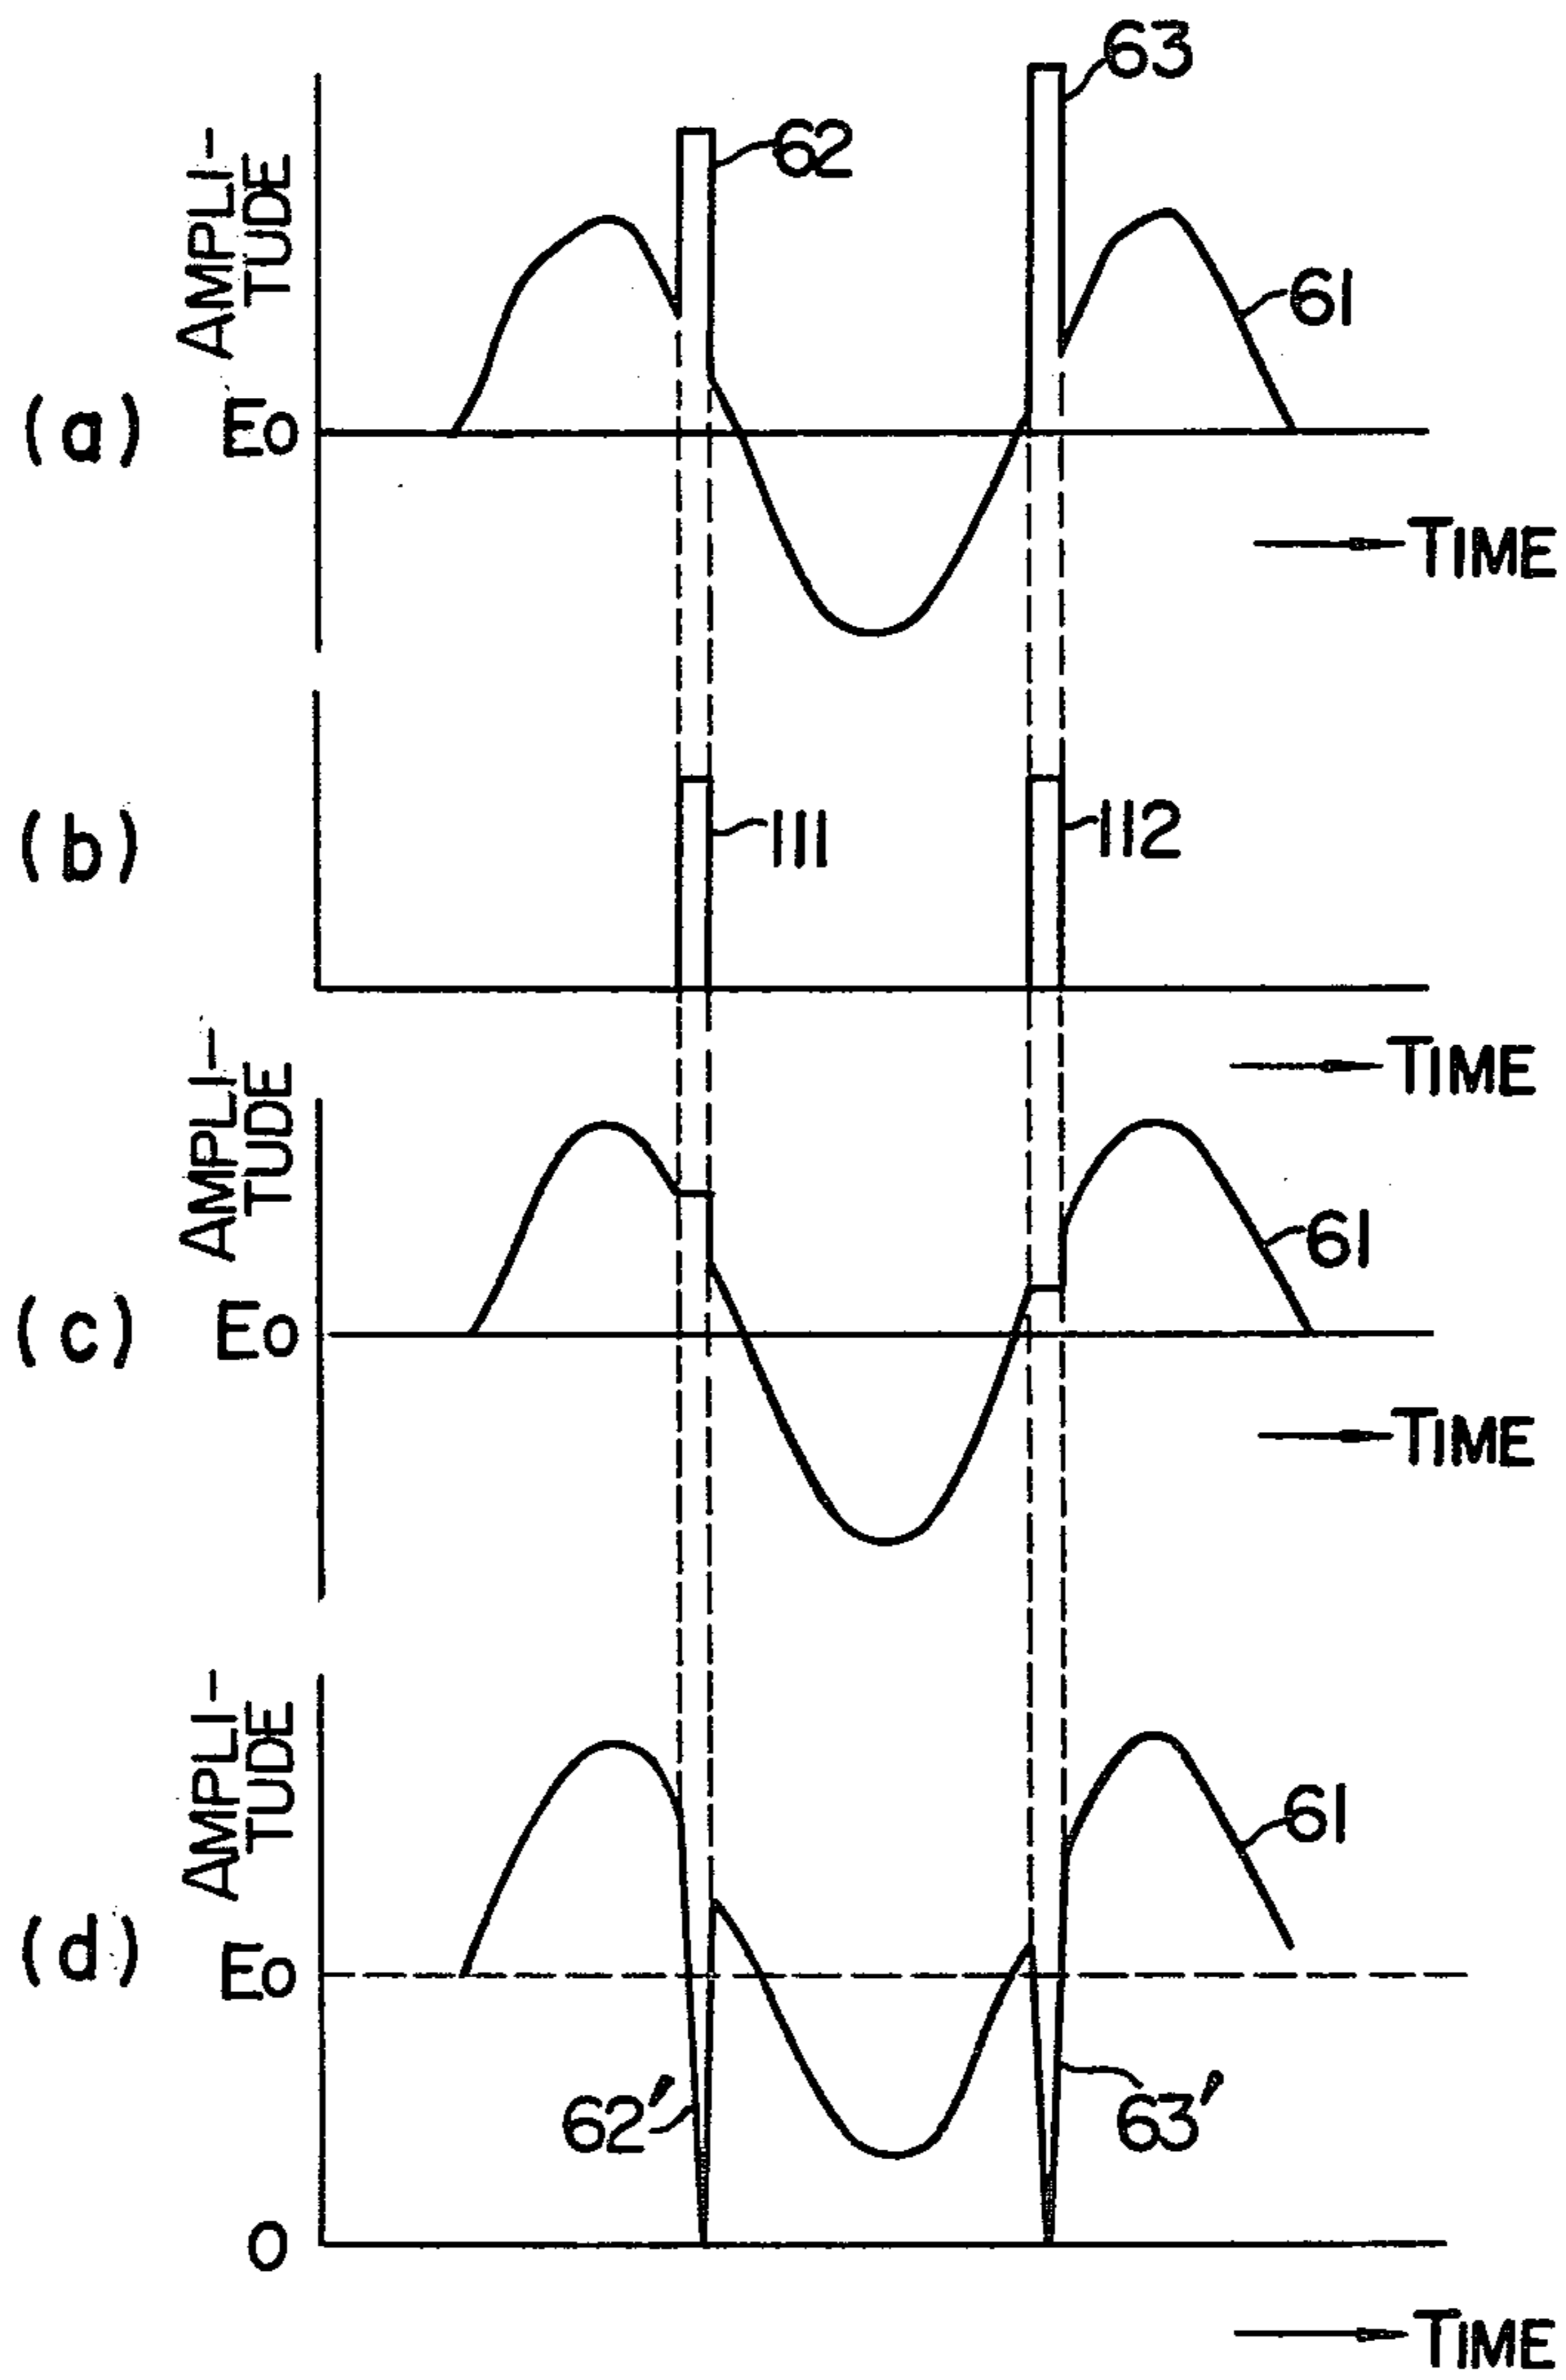 63
62
AMPLI-
TUDE
61
(a)
Eo
TIME
(b)
111
112
TIME
AMPLI-
TUDE
61
(c)
Eo
TIME
AMPLI-
TUDE
61
(d)
Eo
62'
63'
0
TIME